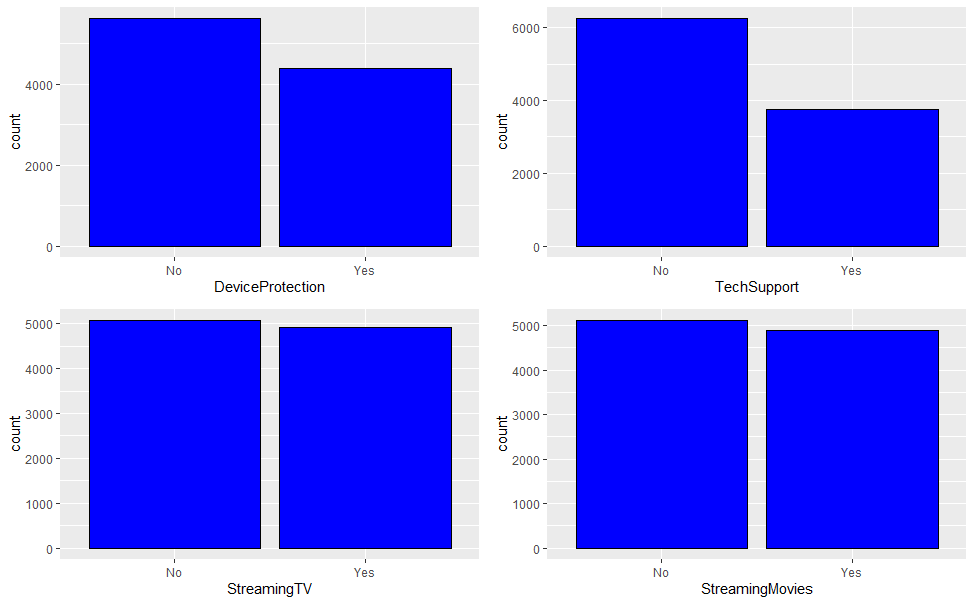 count
4000
2000
0
No Yes
DeviceProtection
count
6000
4000
2000
0
No Yes
TechSupport
count
5000
4000
3000
2000
1000
0
No Yes
StreamingTV
count
5000
4000
3000
2000
1000
0
No Yes
StreamingMovies